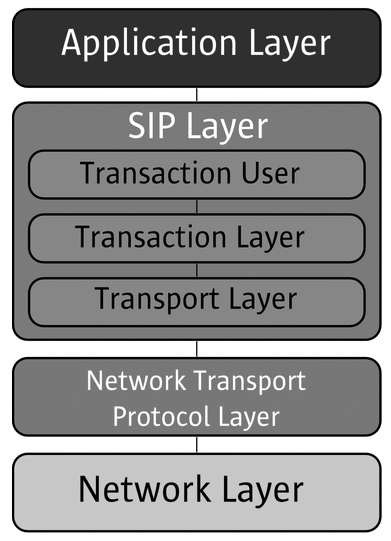 Application Layer
SIP Layer
Transaction User
Transaction Layer
Transport Layer
Network Transport
Protocol Layer
Network Layer